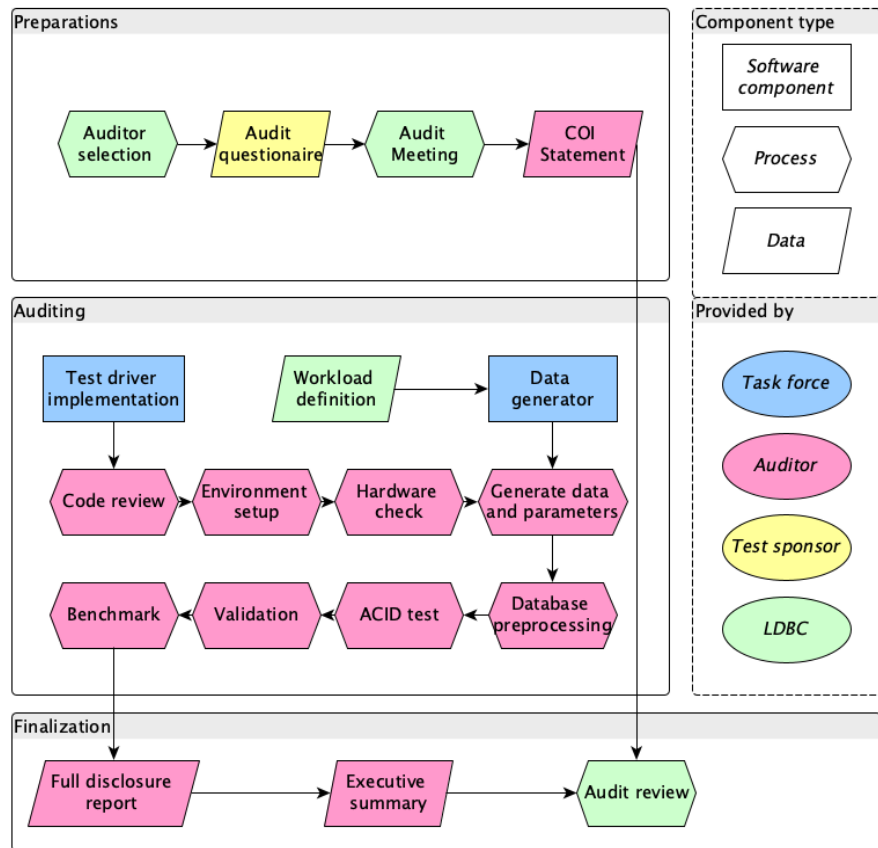 Preparations
Auditor
selection
Audit
questionaire
Audit
Meeting
COI
Statement
Component type
Software
component
Process
Data
Auditing
Test driver
implementation
Workload
definition
Data
generator
Code review
Environment
setup
Hardware
check
Generate data
and parameters
Benchmark
Validation
ACID test
Database
preprocessing
Provided by
Task force
Auditor
Test sponsor
LDBC
Finalization
Full disclosure
report
Executive
summary
Audit review